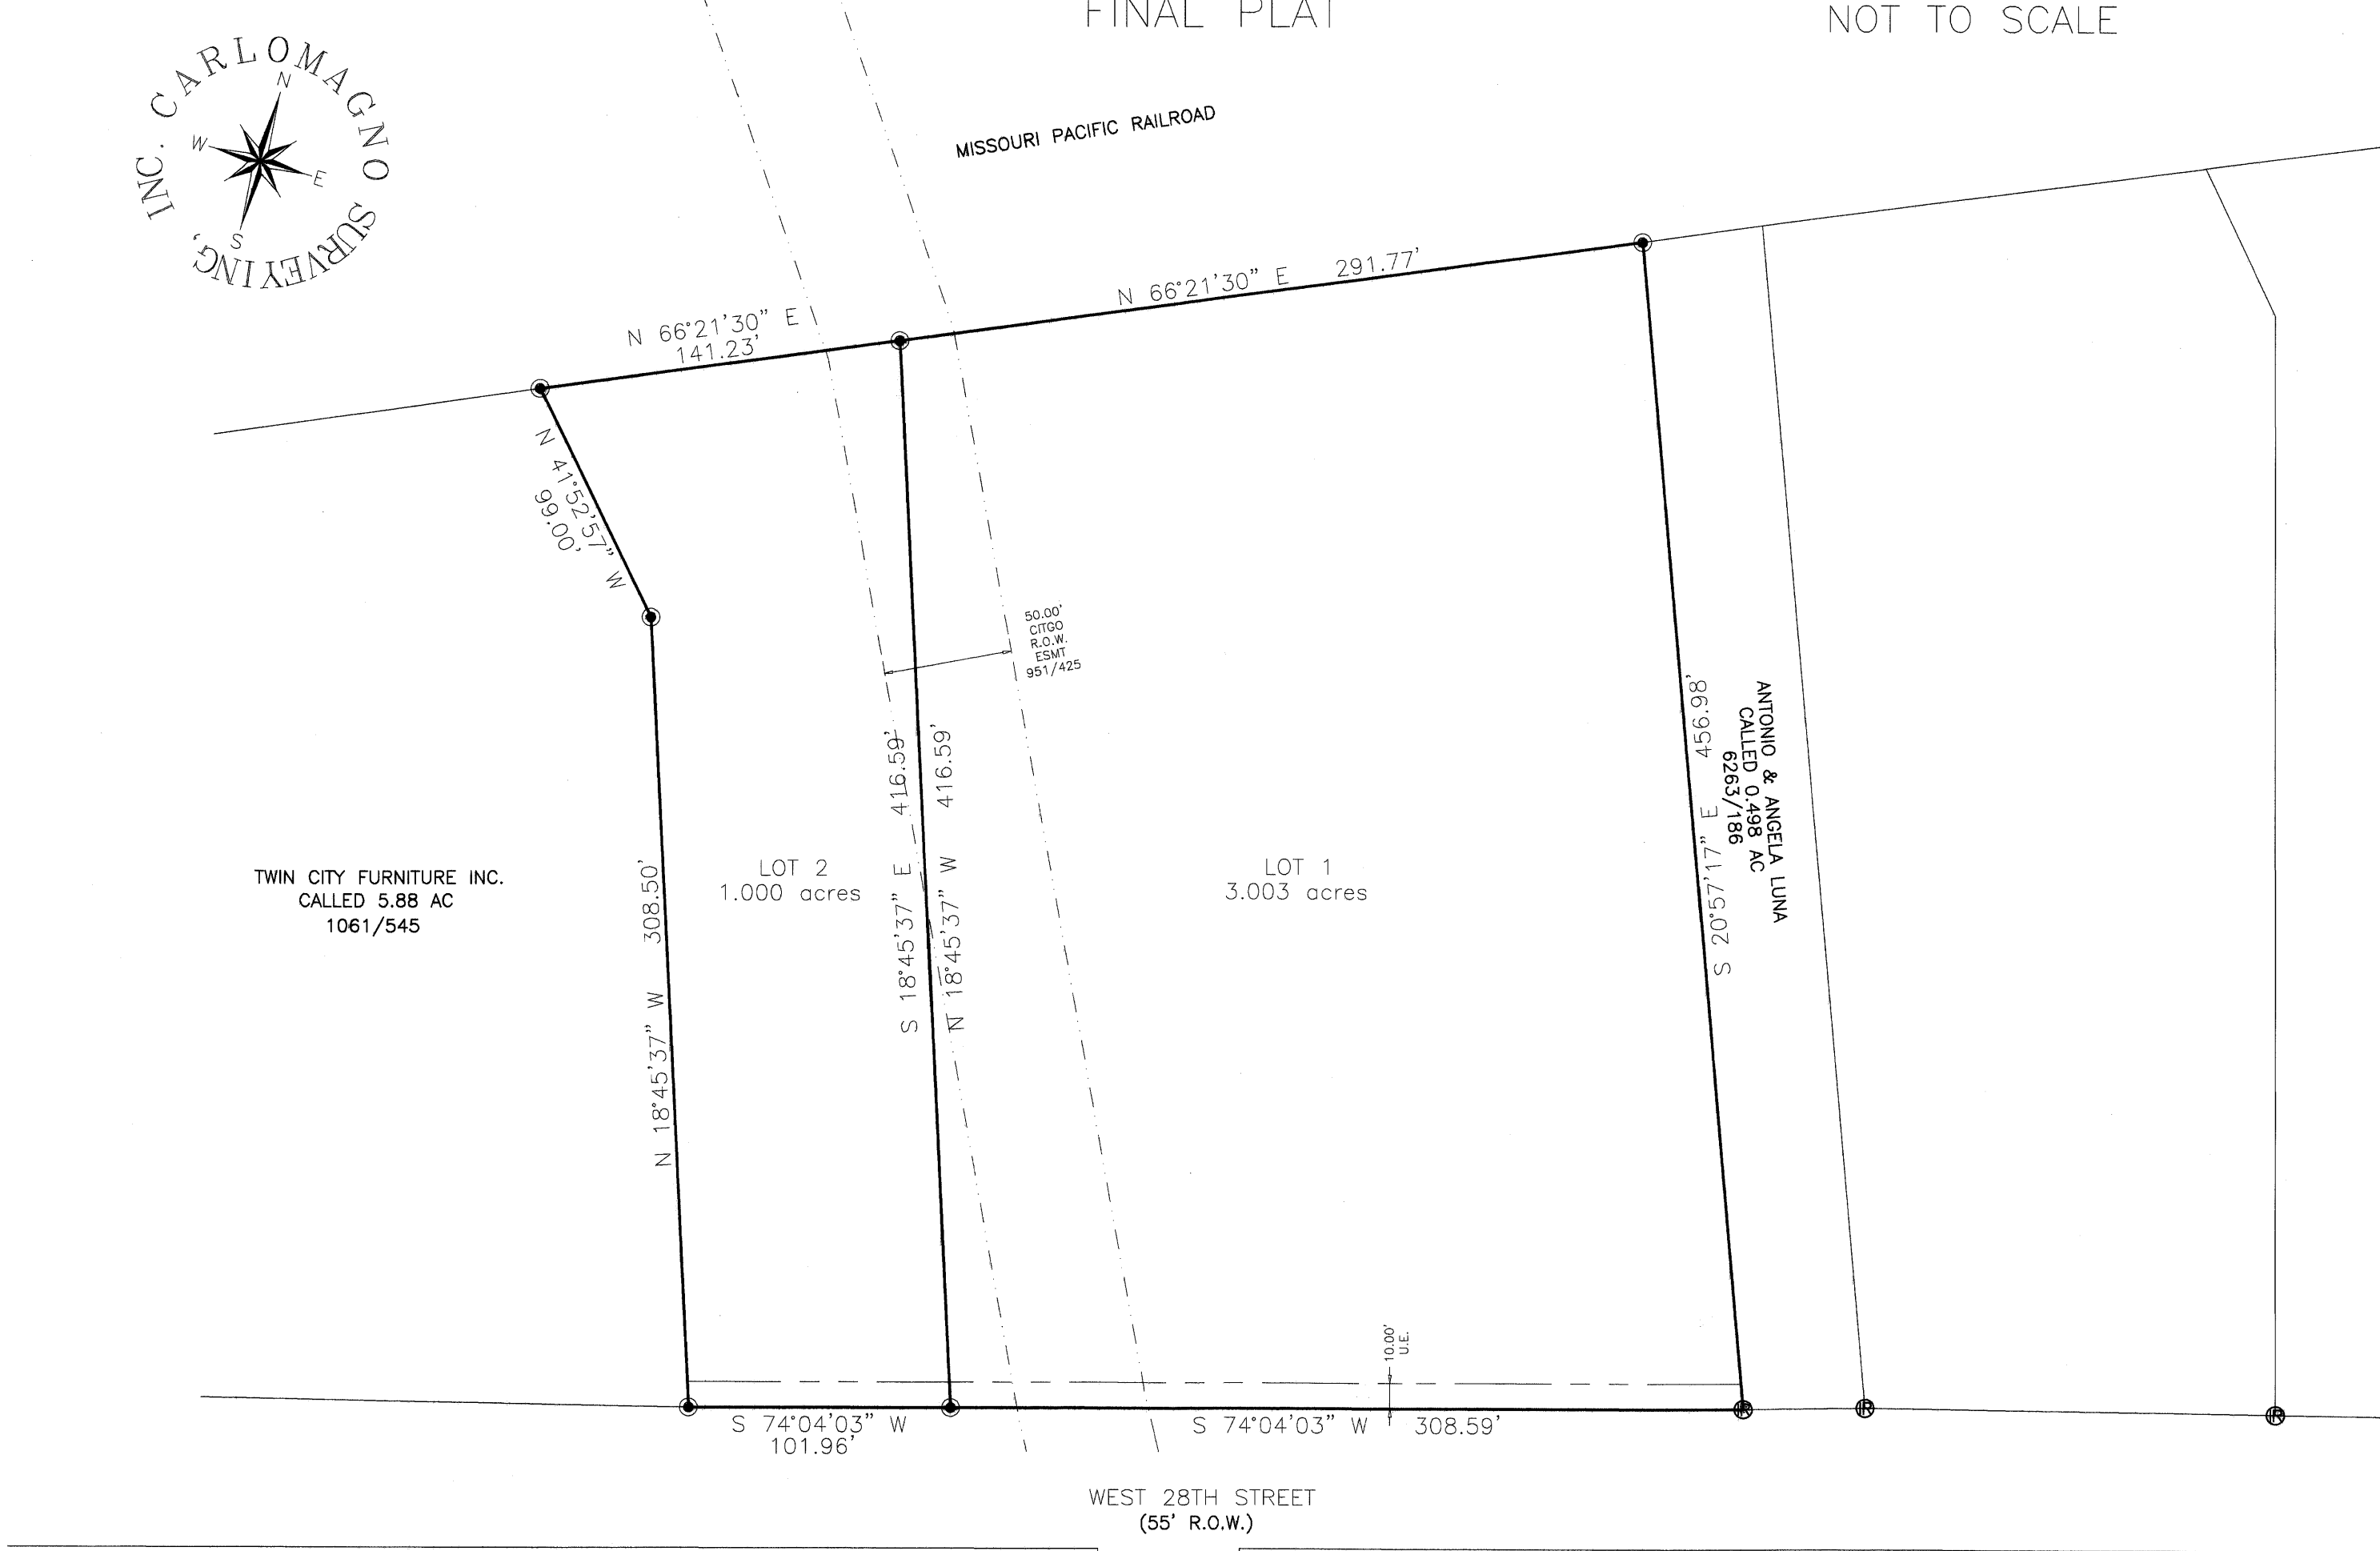 FINAL PLAT
NOT TO SCALE
CARLOMAGNO SURVEYING, INC.
N
W
E
S
MISSOURI PACIFIC RAILROAD
N 66°21'30" E
141.23'
N 66°21'30" E 291.77'
N 41°52'57" W
99.00'
50.00'
CITGO
R.O.W.
ESMT
951/425
S 18°45'37" E 416.59'
N 18°45'37" W 416.59'
S 20°57'17" E 456.98'
ANTONIO & ANGELA LUNA
CALLED 0.498 AC
6263/186
TWIN CITY FURNITURE INC.
CALLED 5.88 AC
1061/545
N 18°45'37" W 308.50'
LOT 2
1.000 acres
LOT 1
3.003 acres
10.00'
U.E.
IR
IR
IR
S 74°04'03" W
101.96'
S 74°04'03" W 308.59'
WEST 28TH STREET
(55' R.O.W.)